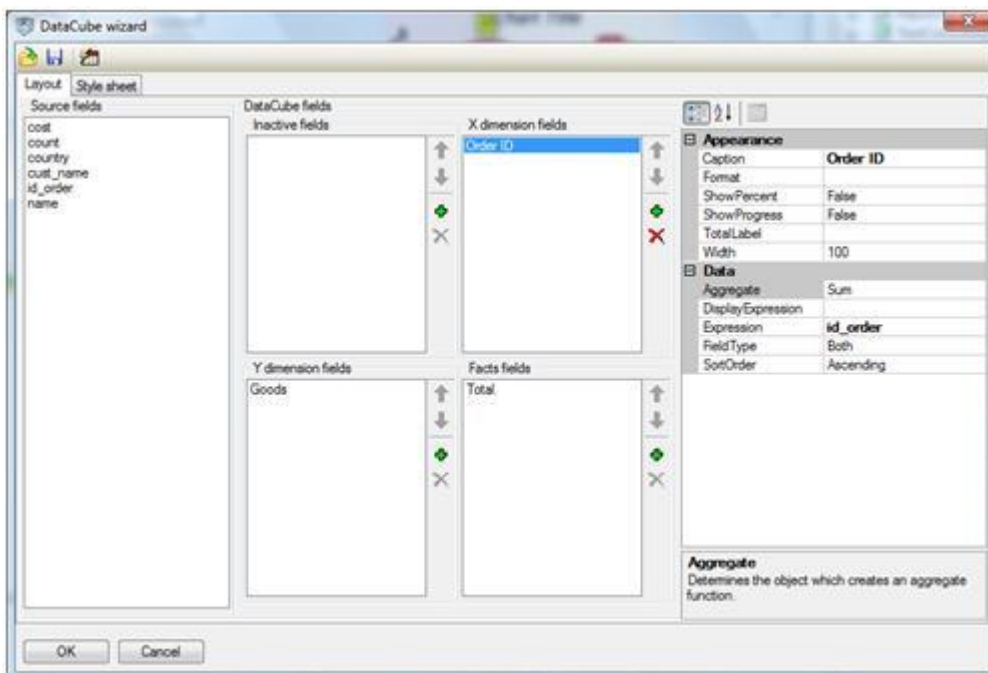 DataCube wizard
Layout Style sheet
Source fields
cost
count
country
cust_name
id_order
name
DataCube fields
Inactive fields
X dimension fields
Order ID
Y dimension fields
Goods
Facts fields
Total
Appearance
Caption Order ID
Format
ShowPercent False
ShowProgress False
TotalLabel
Width 100
Data
Aggregate Sum
DisplayExpression
Expression id_order
FieldType Both
SortOrder Ascending
Aggregate
Determines the object which creates an aggregate
function.
OK Cancel